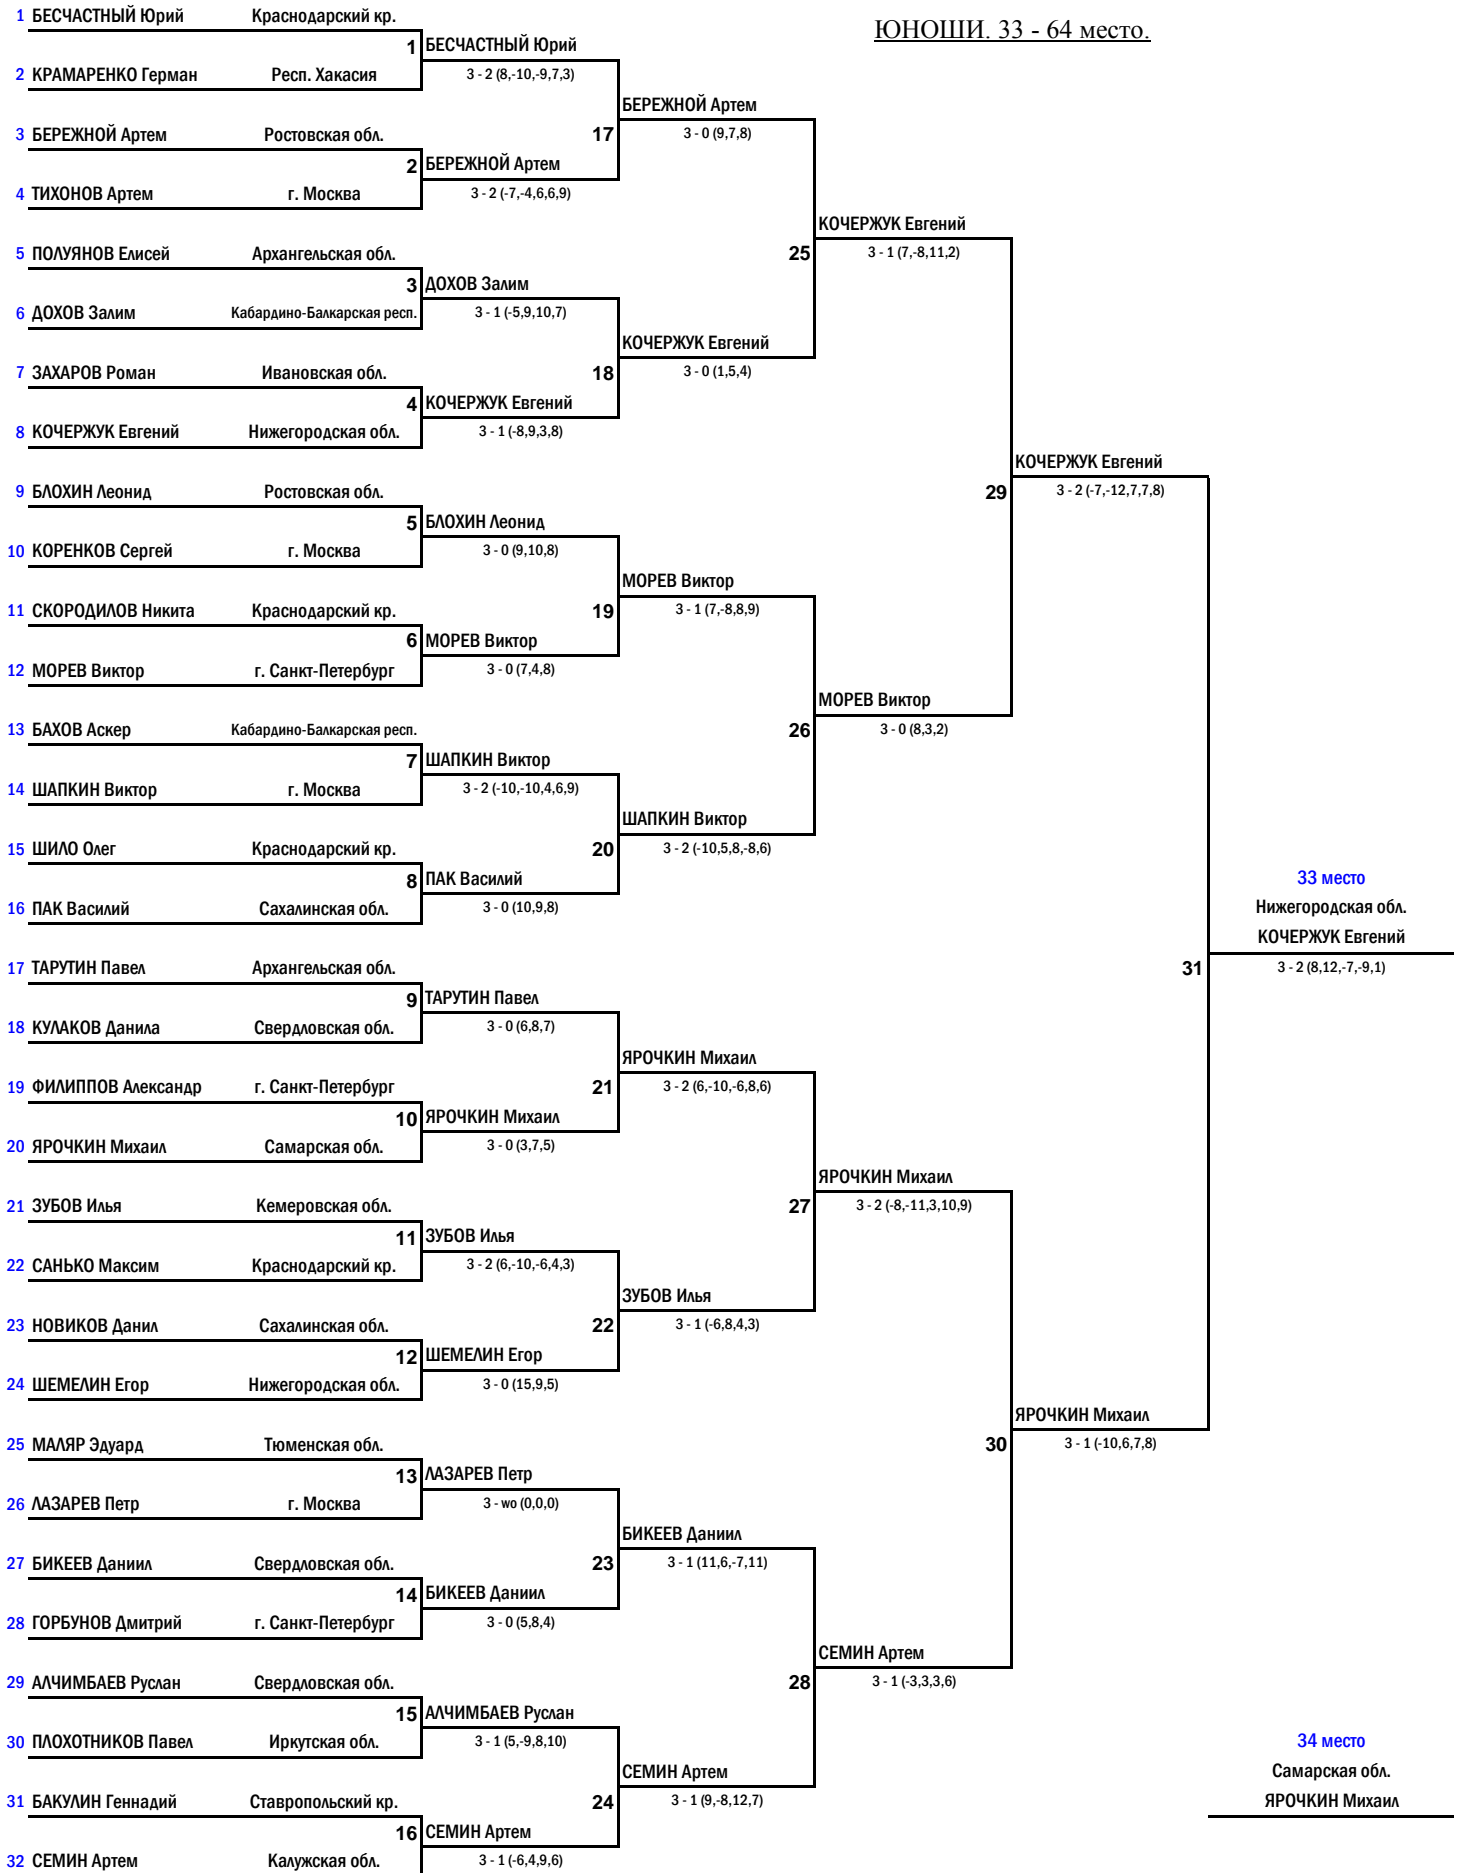 ЮНОШИ. 33 - 64 место.
1 БЕСЧАСТНЫЙ Юрий Краснодарский кр.
1 БЕСЧАСТНЫЙ Юрий
2 КРАМАРЕНКО Герман Респ. Хакасия
3 - 2 (8,-10,-9,7,3)
БЕРЕЖНОЙ Артем
3 БЕРЕЖНОЙ Артем Ростовская обл.
17 3 - 0 (9,7,8)
2 БЕРЕЖНОЙ Артем
4 ТИХОНОВ Артем г. Москва
3 - 2 (-7,-4,6,6,9)
КОЧЕРЖУК Евгений
5 ПОЛУЯНОВ Елисей Архангельская обл.
25 3 - 1 (7,-8,11,2)
3 ДОХОВ Залим
6 ДОХОВ Залим Кабардино-Балкарская респ.
3 - 1 (-5,9,10,7)
КОЧЕРЖУК Евгений
7 ЗАХАРОВ Роман Ивановская обл.
18 3 - 0 (1,5,4)
4 КОЧЕРЖУК Евгений
8 КОЧЕРЖУК Евгений Нижегородская обл.
3 - 1 (-8,9,3,8)
КОЧЕРЖУК Евгений
9 БЛОХИН Леонид Ростовская обл.
29 3 - 2 (-7,-12,7,7,8)
5 БЛОХИН Леонид
10 КОРЕНКОВ Сергей г. Москва
3 - 0 (9,10,8)
МОРЕВ Виктор
11 СКОРОДИЛОВ Никита Краснодарский кр.
19 3 - 1 (7,-8,8,9)
6 МОРЕВ Виктор
12 МОРЕВ Виктор г. Санкт-Петербург
3 - 0 (7,4,8)
МОРЕВ Виктор
13 БАХОВ Аскер Кабардино-Балкарская респ.
26 3 - 0 (8,3,2)
7 ШАПКИН Виктор
14 ШАПКИН Виктор г. Москва
3 - 2 (-10,-10,4,6,9)
ШАПКИН Виктор
15 ШИЛО Олег Краснодарский кр.
20 3 - 2 (-10,5,8,-8,6)
8 ПАК Василий
33 место
16 ПАК Василий Сахалинская обл.
3 - 0 (10,9,8)
Нижегородская обл.
КОЧЕРЖУК Евгений
17 ТАРУТИН Павел Архангельская обл.
31 3 - 2 (8,12,-7,-9,1)
9 ТАРУТИН Павел
18 КУЛАКОВ Данила Свердловская обл.
3 - 0 (6,8,7)
ЯРОЧКИН Михаил
19 ФИЛИППОВ Александр г. Санкт-Петербург
21 3 - 2 (6,-10,-6,8,6)
10 ЯРОЧКИН Михаил
20 ЯРОЧКИН Михаил Самарская обл.
3 - 0 (3,7,5)
ЯРОЧКИН Михаил
21 ЗУБОВ Илья Кемеровская обл.
27 3 - 2 (-8,-11,3,10,9)
11 ЗУБОВ Илья
22 САНЬКО Максим Краснодарский кр.
3 - 2 (6,-10,-6,4,3)
ЗУБОВ Илья
23 НОВИКОВ Данил Сахалинская обл.
22 3 - 1 (-6,8,4,3)
12 ШЕМЕЛИН Егор
24 ШЕМЕЛИН Егор Нижегородская обл.
3 - 0 (15,9,5)
ЯРОЧКИН Михаил
25 МАЛЯР Эдуард Тюменская обл.
30 3 - 1 (-10,6,7,8)
13 ЛАЗАРЕВ Петр
26 ЛАЗАРЕВ Петр г. Москва
3 - wo (0,0,0)
БИКЕЕВ Даниил
27 БИКЕЕВ Даниил Свердловская обл.
23 3 - 1 (11,6,-7,11)
14 БИКЕЕВ Даниил
28 ГОРБУНОВ Дмитрий г. Санкт-Петербург
3 - 0 (5,8,4)
СЕМИН Артем
29 АЛЧИМБАЕВ Руслан Свердловская обл.
28 3 - 1 (-3,3,3,6)
15 АЛЧИМБАЕВ Руслан
30 ПЛОХОТНИКОВ Павел Иркутская обл.
3 - 1 (5,-9,8,10)
34 место
СЕМИН Артем
Самарская обл.
31 БАКУЛИН Геннадий Ставропольский кр.
24 3 - 1 (9,-8,12,7)
ЯРОЧКИН Михаил
16 СЕМИН Артем
32 СЕМИН Артем Калужская обл.
3 - 1 (-6,4,9,6)